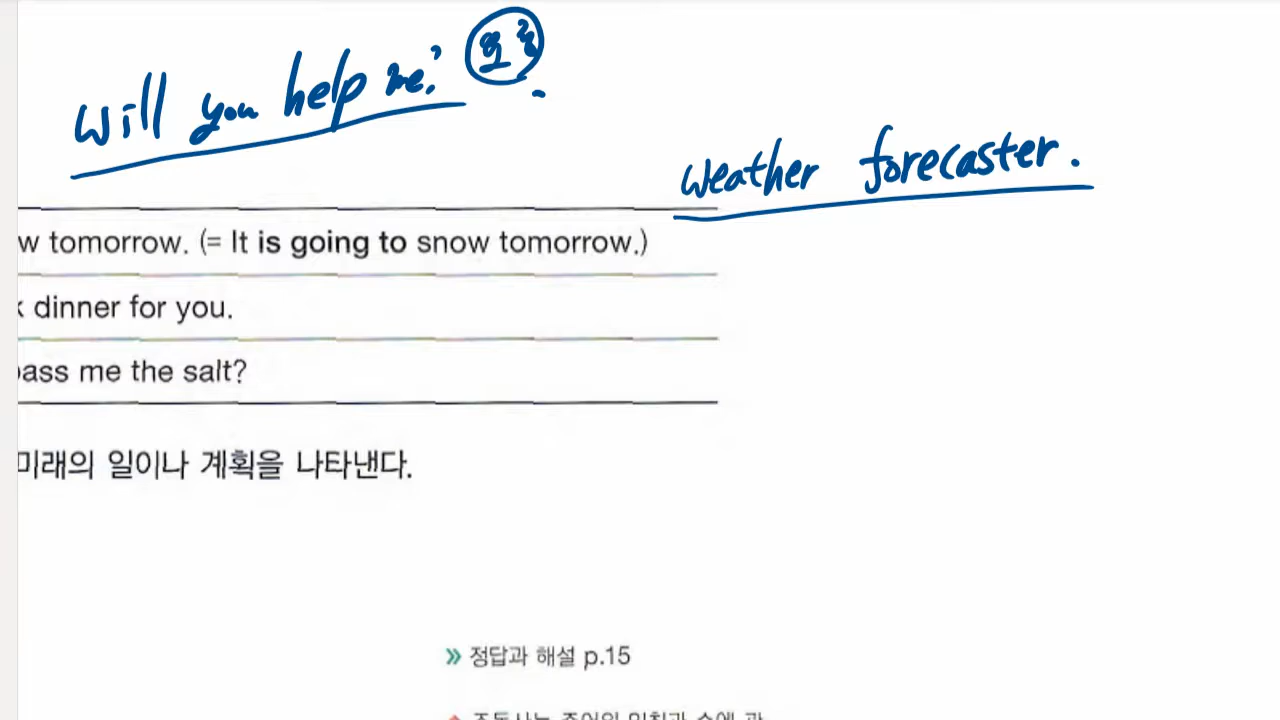 Will you help me?
weather forecaster.
w tomorrow. (= It is going to snow tomorrow.)
dinner for you.
ass me the salt?
미래의 일이나 계획을 나타낸다.
» 정답과 해설 p.15